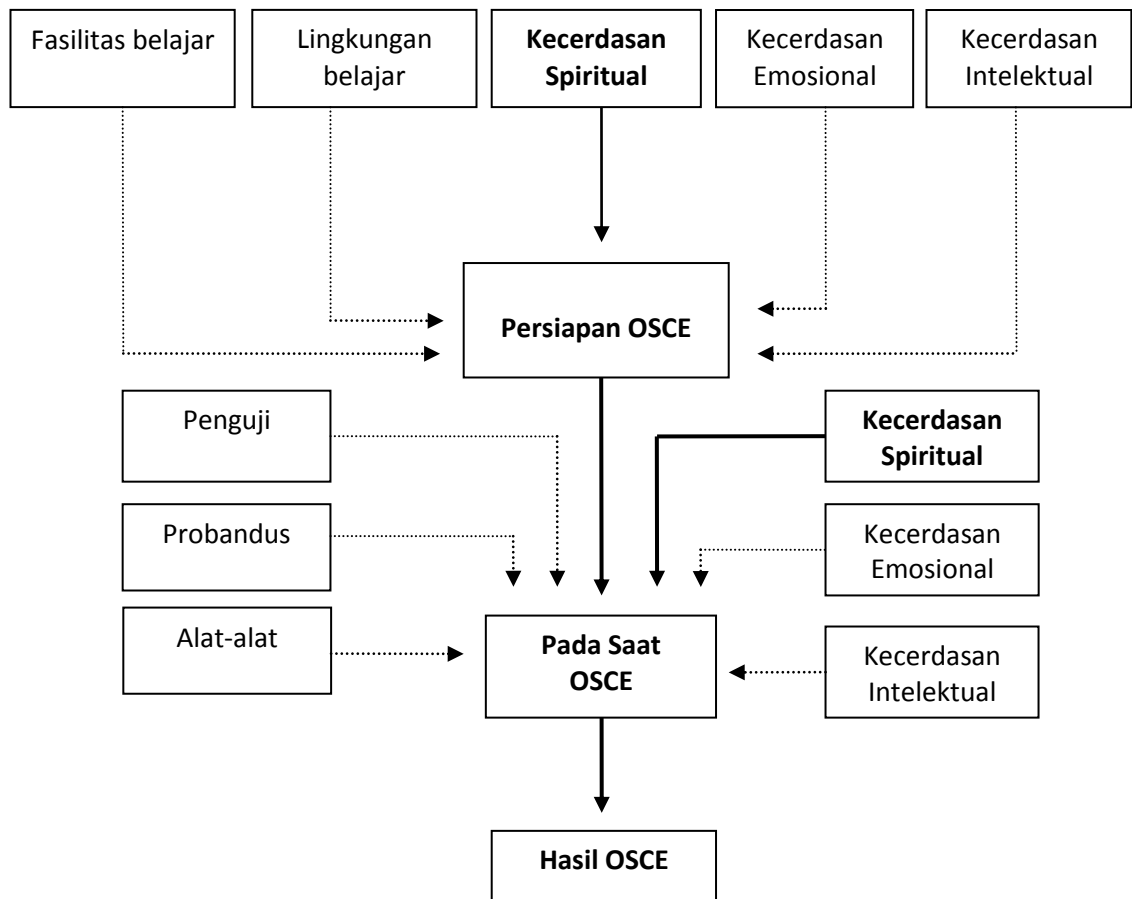 Fasilitas belajar
Lingkungan
belajar
Kecerdasan
Spiritual
Kecerdasan
Emosional
Kecerdasan
Intelektual
Persiapan OSCE
Penguji
Kecerdasan
Spiritual
Probandus
Kecerdasan
Emosional
Alat-alat
Pada Saat
OSCE
Kecerdasan
Intelektual
Hasil OSCE